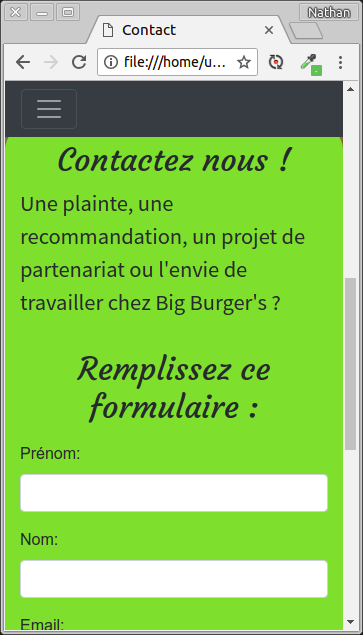 Nathan
Contact
file:///home/u…
Contactez nous !
Une plainte, une
recommandation, un projet de
partenariat ou l'envie de
travailler chez Big Burger's ?
Remplissez ce
formulaire :
Prénom:
Nom:
Email: